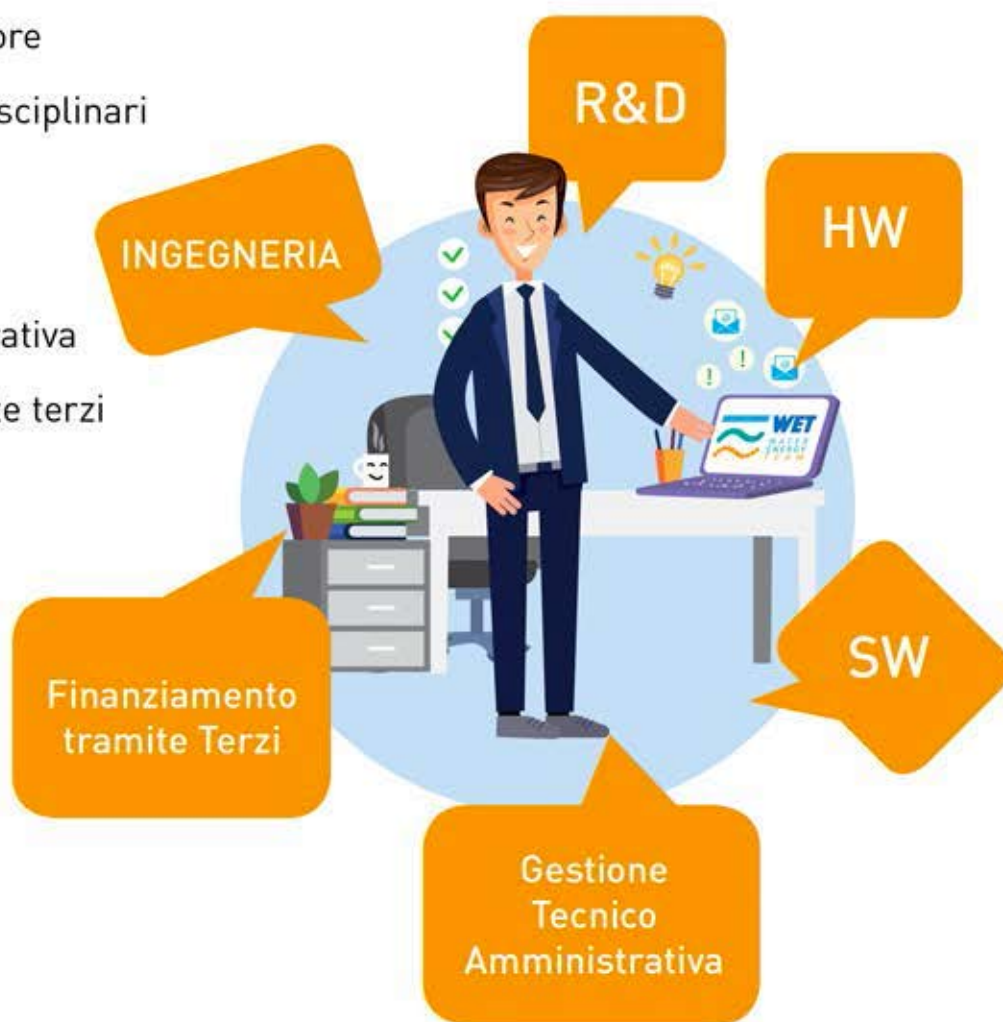 ore
sciplinari
ativa
e terzi
R&D
HW
INGEGNERIA
WET
WATER
ENERGY
TEAM
SW
Finanziamento
tramite Terzi
Gestione
Tecnico
Amministrativa